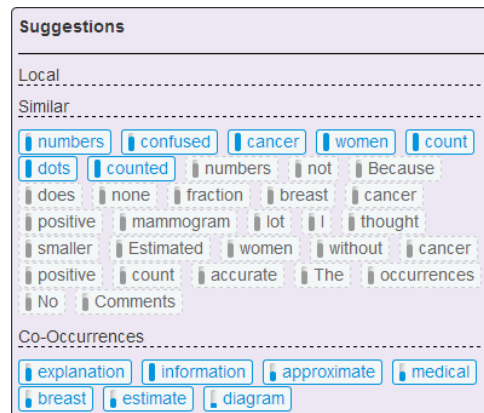 Suggestions
Local
Similar
numbers confused cancer women count
dots counted numbers not Because
does none fraction breast cancer
positive mammogram lot I thought
smaller Estimated women without cancer
positive count accurate The occurrences
No Comments
Co-Occurrences
explanation information approximate medical
breast estimate diagram